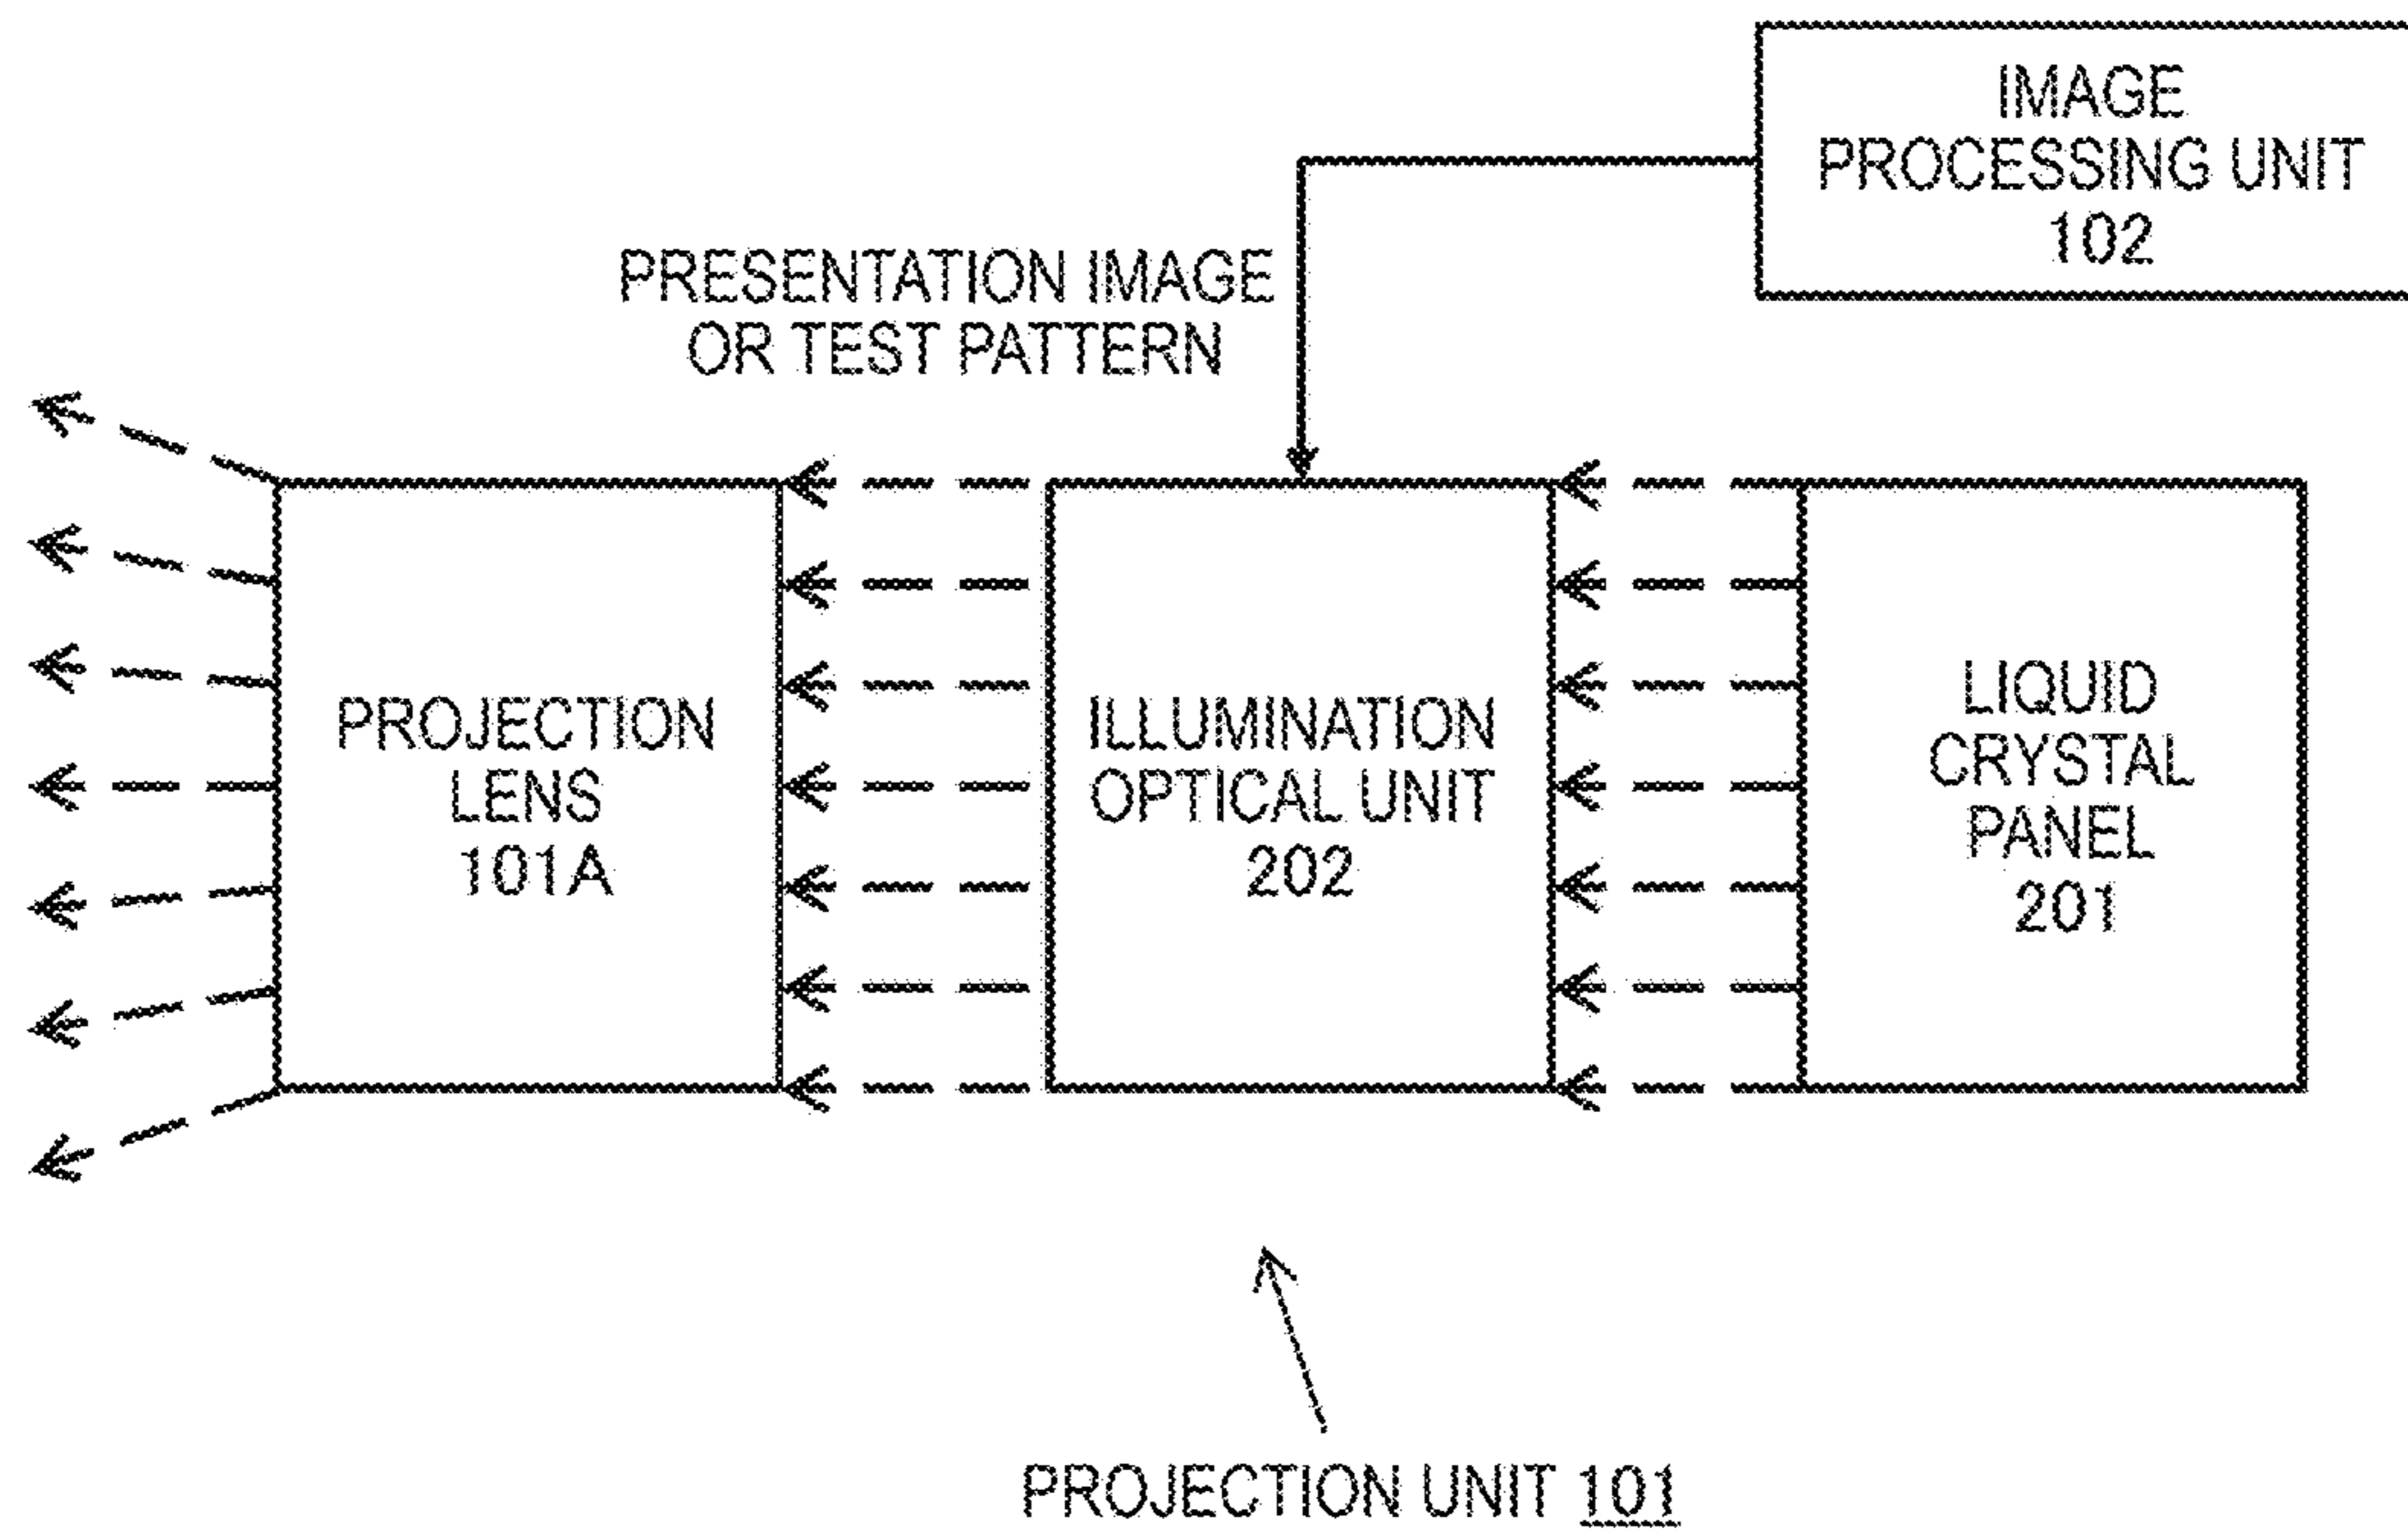 IMAGE
PROCESSING UNIT
102
PRESENTATION IMAGE
OR TEST PATTERN
PROJECTION
LENS
101A
ILLUMINATION
OPTICAL UNIT
202
LIQUID
CRYSTAL
PANEL
201
PROJECTION UNIT 101